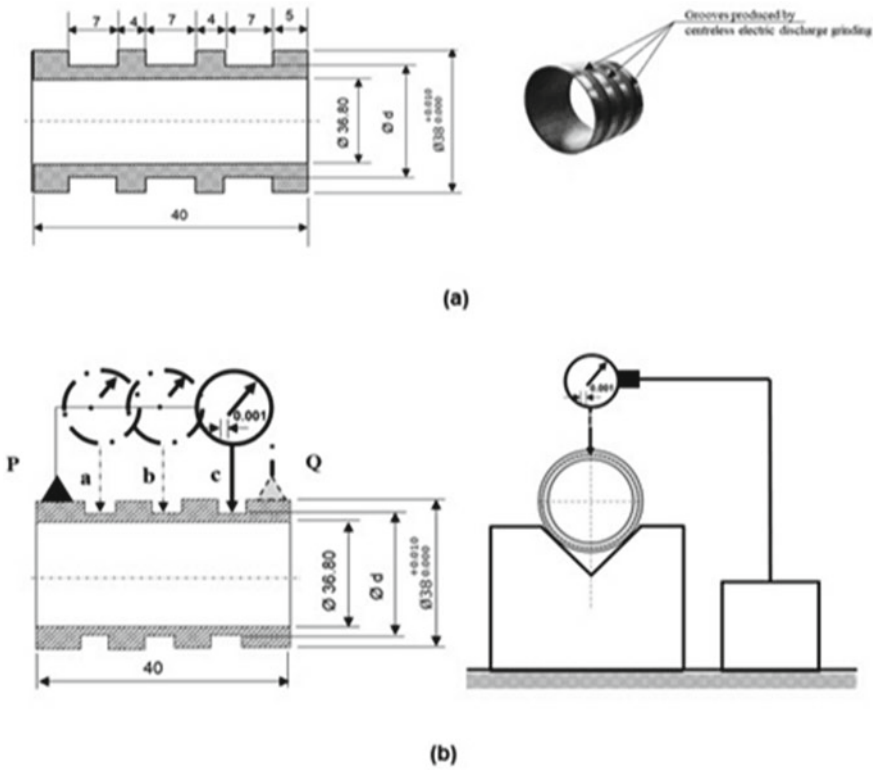 7 4 7 4 7 5
Grooves produced by
centreless electric discharge grinding
Ø 36.80
Ø d
Ø38 +0.010 0.000
40
(a)
0.001
0.001
P a b c Q
Ø 36.80
Ø d
Ø38 +0.010 0.000
40
(b)